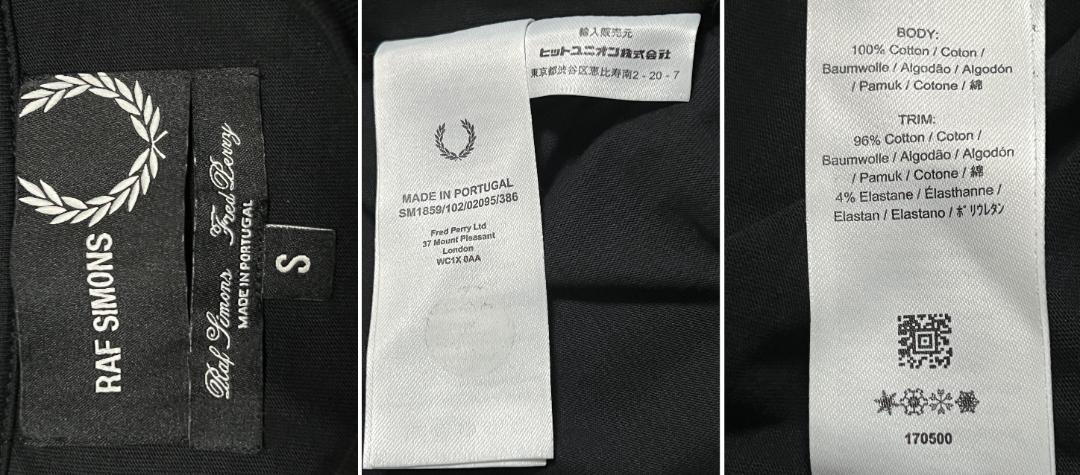 RAF SIMONS
Raf Simons Fred Perry
MADE IN PORTUGAL
S
輸入販売元
ヒットユニオン株式会社
東京都渋谷区恵比寿南2-20-7
MADE IN PORTUGAL
SM1859/102/02095/386
Fred Perry Ltd
37 Mount Pleasant
London
WC1X 0AA
BODY:
100% Cotton / Coton /
Baumwolle / Algodão / Algodón
/ Pamuk / Cotone / 綿
TRIM:
96% Cotton / Coton /
Baumwolle / Algodão / Algodón
/ Pamuk / Cotone / 綿
4% Elastane / Élasthanne /
Elastan / Elastano / ポリウレタン
170500